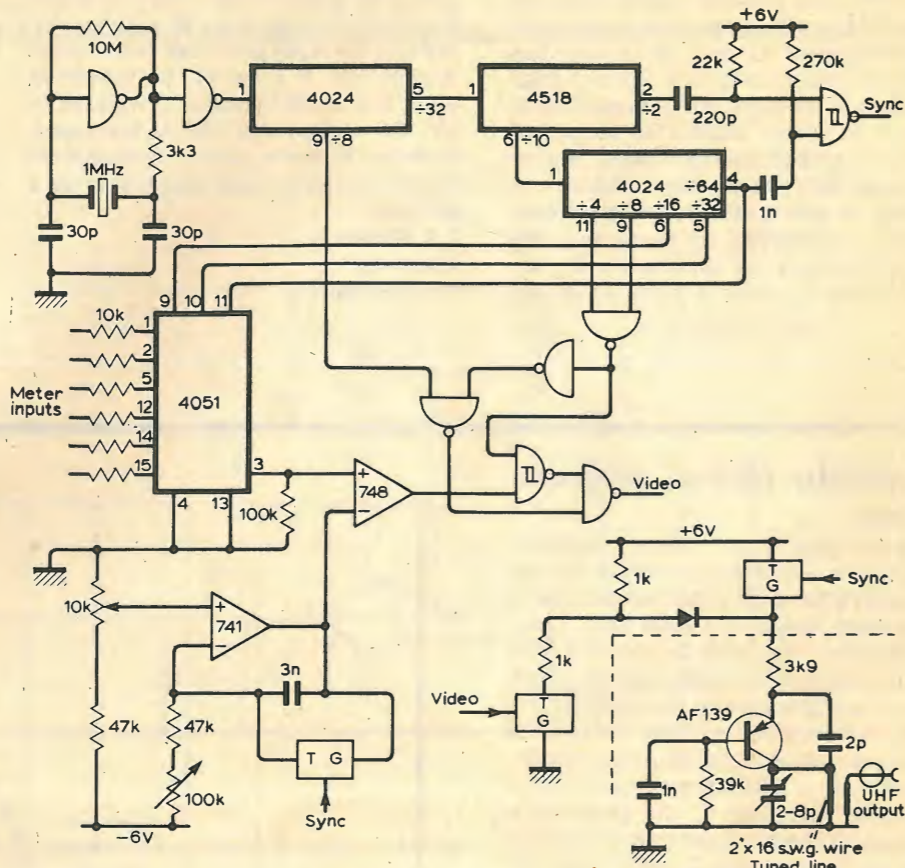 +6V
10M
22k
270k
1
4024
5
÷32
1
4518
2
÷2
220p
Sync
9
÷8
6
÷10
3k3
1MHz
1
4024
÷64
4
÷4
÷8
÷16
÷32
11
9
6
5
1n
30p
30p
9
10
11
10k
1
2
Meter
inputs
5
4051
12
14
15
3
4
13
100k
+
748
−
Video
+6V
1k
T
G
Sync
10k
+
741
−
3n
1k
3k9
Video
T
G
AF139
2p
47k
47k
T G
100k
1n
39k
2-8p
UHF
output
Sync
−6V
2" x 16 s.w.g. wire
Tuned line